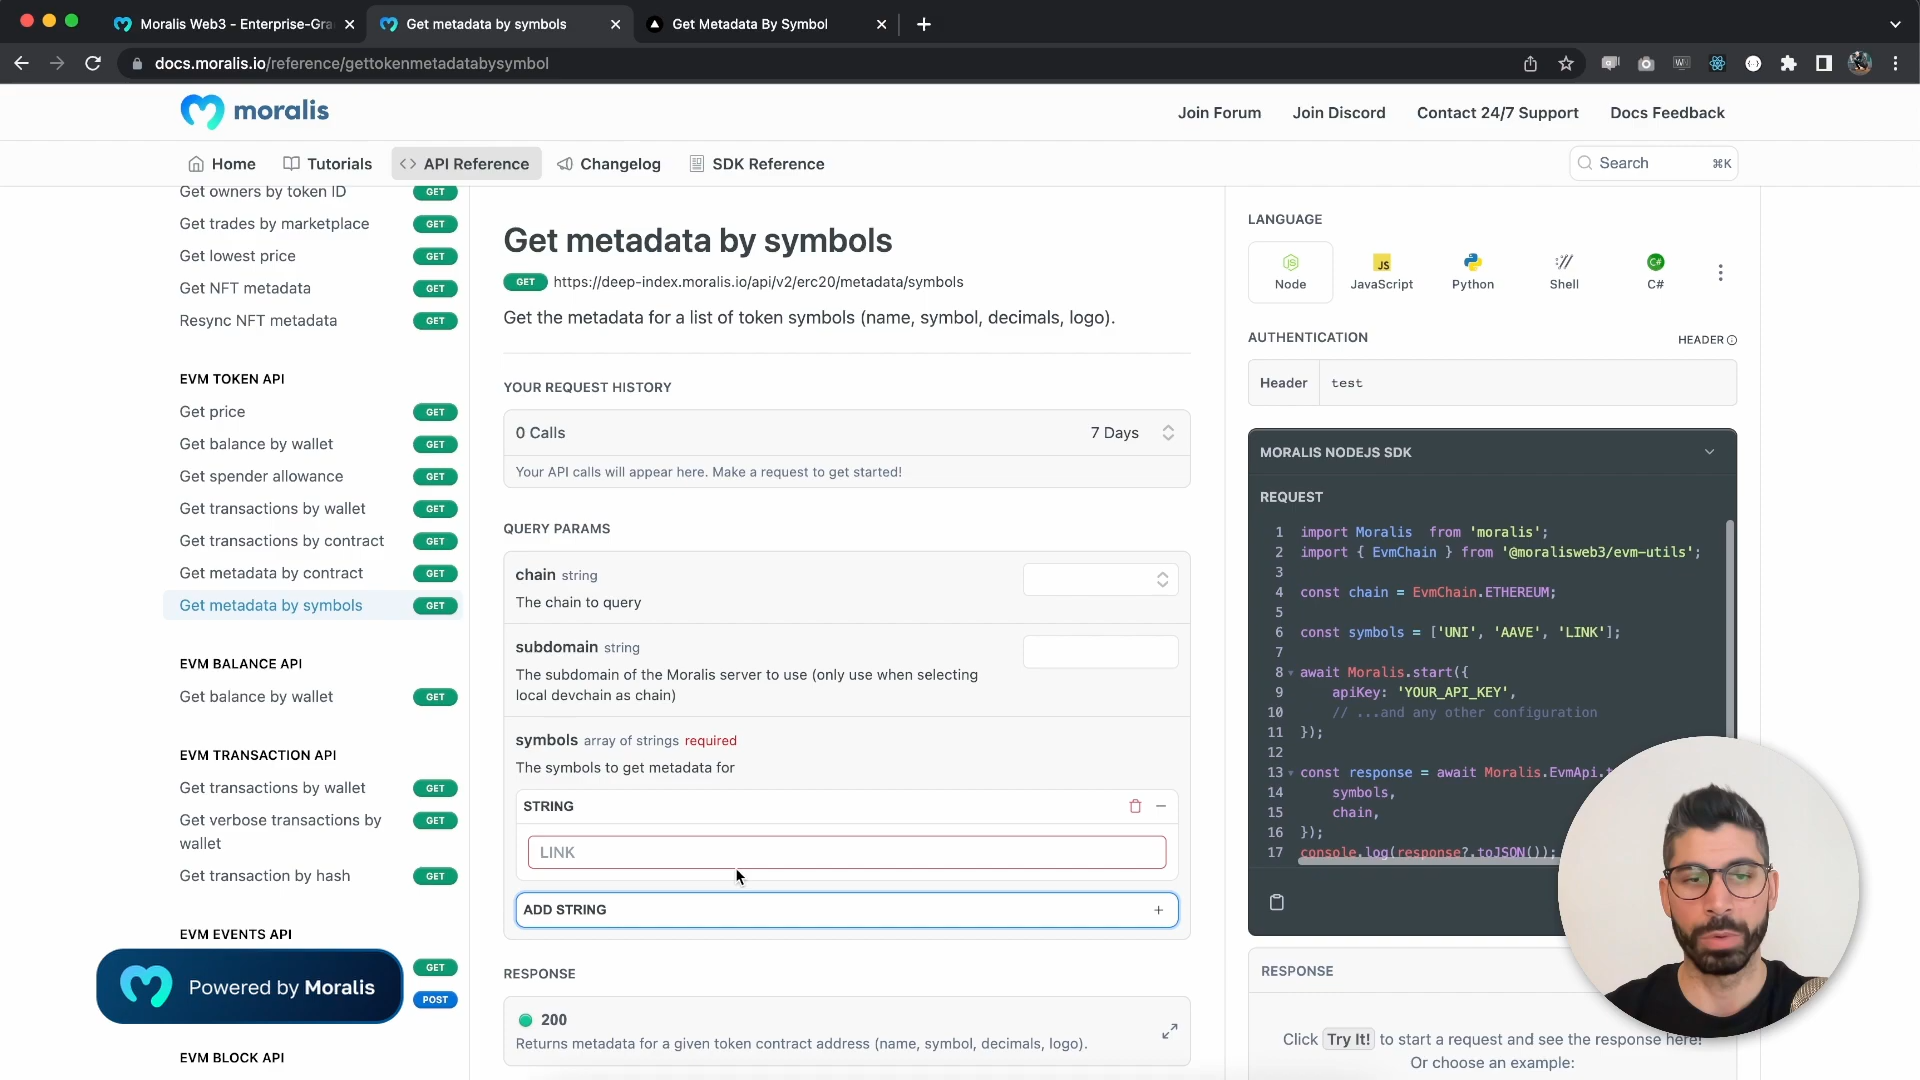 Moralis Web3 - Enterprise-Gra
Get metadata by symbols
Get Metadata By Symbol
docs.moralis.io/reference/gettokenmetadatabysymbol
moralis
Join Forum
Join Discord
Contact 24/7 Support
Docs Feedback
Home
Tutorials
API Reference
Changelog
SDK Reference
Search
⌘K
Get owners by token ID GET
Get trades by marketplace GET
Get lowest price GET
Get NFT metadata GET
Resync NFT metadata GET
EVM TOKEN API
Get price GET
Get balance by wallet GET
Get spender allowance GET
Get transactions by wallet GET
Get transactions by contract GET
Get metadata by contract GET
Get metadata by symbols GET
EVM BALANCE API
Get balance by wallet GET
EVM TRANSACTION API
Get transactions by wallet GET
Get verbose transactions by GET
wallet
Get transaction by hash GET
EVM EVENTS API
GET
Powered by Moralis
POST
EVM BLOCK API
Get metadata by symbols
GET https://deep-index.moralis.io/api/v2/erc20/metadata/symbols
Get the metadata for a list of token symbols (name, symbol, decimals, logo).
YOUR REQUEST HISTORY
0 Calls
7 Days
Your API calls will appear here. Make a request to get started!
QUERY PARAMS
chain string
The chain to query
subdomain string
The subdomain of the Moralis server to use (only use when selecting
local devchain as chain)
symbols array of strings required
The symbols to get metadata for
STRING
LINK
ADD STRING
RESPONSE
200
Returns metadata for a given token contract address (name, symbol, decimals, logo).
LANGUAGE
JS
C#
Node
JavaScript
Python
Shell
C#
AUTHENTICATION
HEADER
Header
test
MORALIS NODEJS SDK
REQUEST
1 import Moralis from 'moralis';
2 import { EvmChain } from '@moralisweb3/evm-utils';
3
4 const chain = EvmChain.ETHEREUM;
5
6 const symbols = ['UNI', 'AAVE', 'LINK'];
7
8 await Moralis.start({
9 apiKey: 'YOUR_API_KEY',
10 // ...and any other configuration
11 });
12
13 const response = await Moralis.EvmApi.
14 symbols,
15 chain,
16 });
17 console.log(response?.toJSON());
RESPONSE
Click Try It! to start a request and see the response here!
Or choose an example: